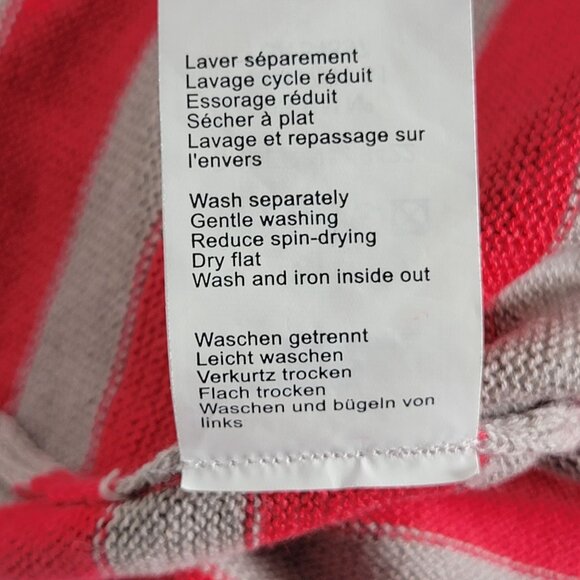 Laver séparement
Lavage cycle réduit
Essorage réduit
Sécher à plat
Lavage et repassage sur
l'envers
Wash separately
Gentle washing
Reduce spin-drying
Dry flat
Wash and iron inside out
Waschen getrennt
Leicht waschen
Verkurtz trocken
Flach trocken
Waschen und bügeln von
links